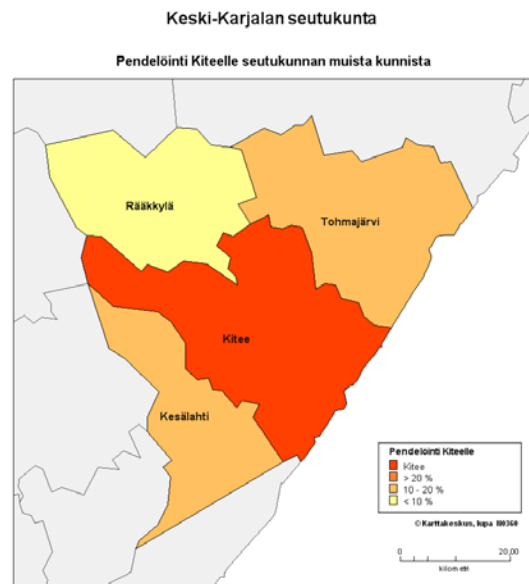 Keski-Karjalan seutukunta
Pendelöinti Kiteelle seutukunnan muista kunnista
Rääkkylä
Tohmajärvi
Kitee
Kesälahti
Pendelöinti Kiteelle
Kitee
> 20 %
10 - 20 %
< 10 %
© Karttakeskus, lupa
0 20,00
kilometri